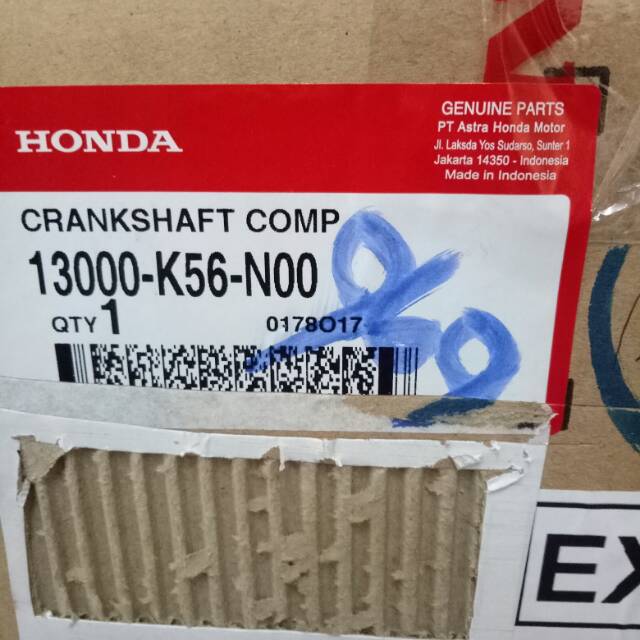 HONDA
GENUINE PARTS
PT Astra Honda Motor
Jl. Laksda Yos Sudarso, Sunter 1
Jakarta 14350 - Indonesia
Made in Indonesia
CRANKSHAFT COMP
13000-K56-N00
QTY 1
0178O17
EX